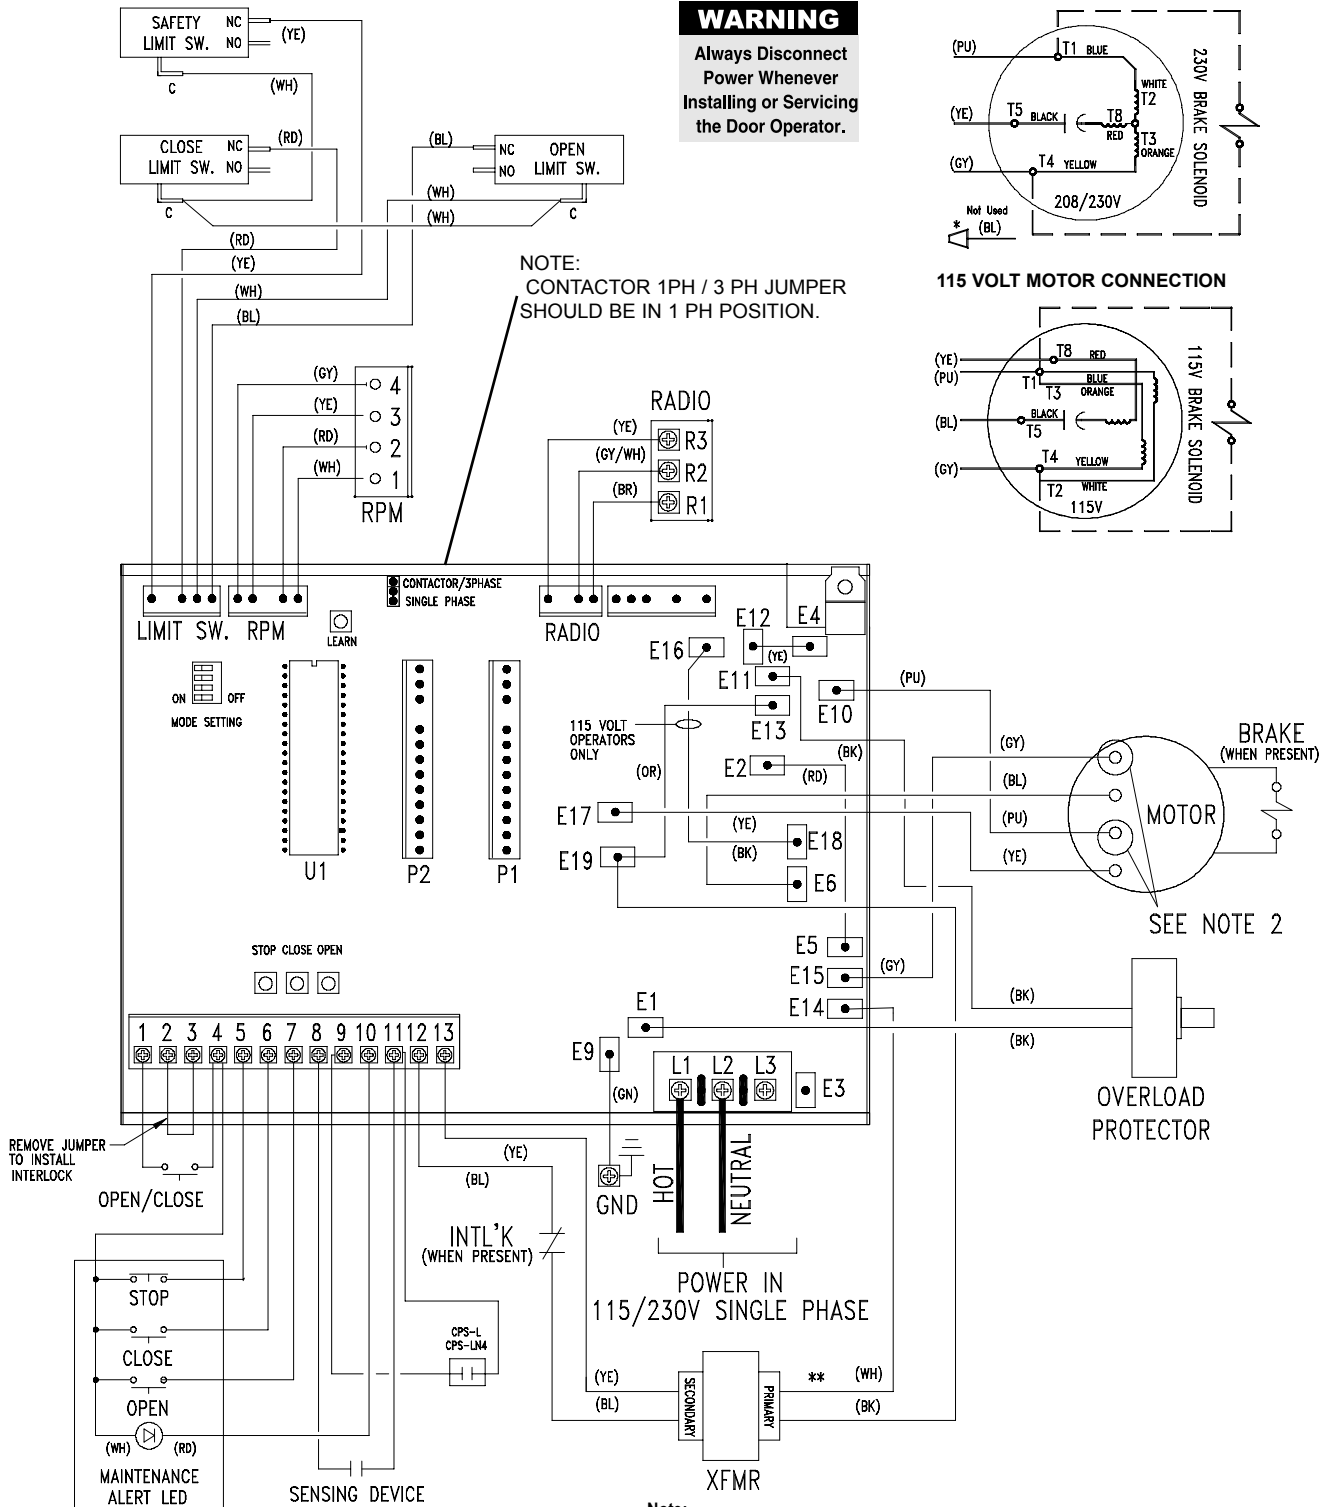 SAFETY
LIMIT SW.
NC
NO
(YE)
C
(WH)
CLOSE
LIMIT SW.
NC
NO
(RD)
C
(BL)
NC
NO
OPEN
LIMIT SW.
C
(WH)
(WH)
(RD)
(YE)
(WH)
(BL)
WARNING
Always Disconnect
Power Whenever
Installing or Servicing
the Door Operator.
(PU)
T1 BLUE
WHITE
T2
(YE)
T5 BLACK
T8
RED
T3
ORANGE
(GY)
T4 YELLOW
208/230V
230V BRAKE SOLENOID
Not Used
* (BL)
NOTE:
CONTACTOR 1PH / 3 PH JUMPER
SHOULD BE IN 1 PH POSITION.
115 VOLT MOTOR CONNECTION
(YE)
T8 RED
(PU)
T1 BLUE
T3 ORANGE
(BL)
BLACK
T5
T4 YELLOW
(GY)
T2 WHITE
115V
115V BRAKE SOLENOID
(GY)
4
(YE)
3
(RD)
2
(WH)
1
RPM
RADIO
(YE)
R3
(GY/WH)
R2
(BR)
R1
CONTACTOR/3PHASE
SINGLE PHASE
LIMIT SW.
RPM
LEARN
RADIO
E12
E4
E16
(YE)
E11
E13
E10
(PU)
ON
OFF
MODE SETTING
115 VOLT
OPERATORS
ONLY
(OR)
E2
(RD)
(BK)
E17
(YE)
E18
E19
(BK)
E6
U1
P2
P1
(GY)
(BL)
(PU)
(YE)
MOTOR
BRAKE
(WHEN PRESENT)
SEE NOTE 2
STOP CLOSE OPEN
E5
E15
(GY)
E14
E1
(BK)
(BK)
OVERLOAD
PROTECTOR
1 2 3 4 5 6 7 8 9 10 11 12 13
E9
L1 L2 L3
E3
(GN)
GND
HOT
NEUTRAL
POWER IN
115/230V SINGLE PHASE
REMOVE JUMPER
TO INSTALL
INTERLOCK
OPEN/CLOSE
(YE)
(BL)
INTL'K
(WHEN PRESENT)
STOP
CLOSE
OPEN
(WH)
(RD)
MAINTENANCE
ALERT LED
CPS-L
CPS-LN4
SENSING DEVICE
(YE)
(BL)
SECONDARY
PRIMARY
**
(WH)
(BK)
XFMR